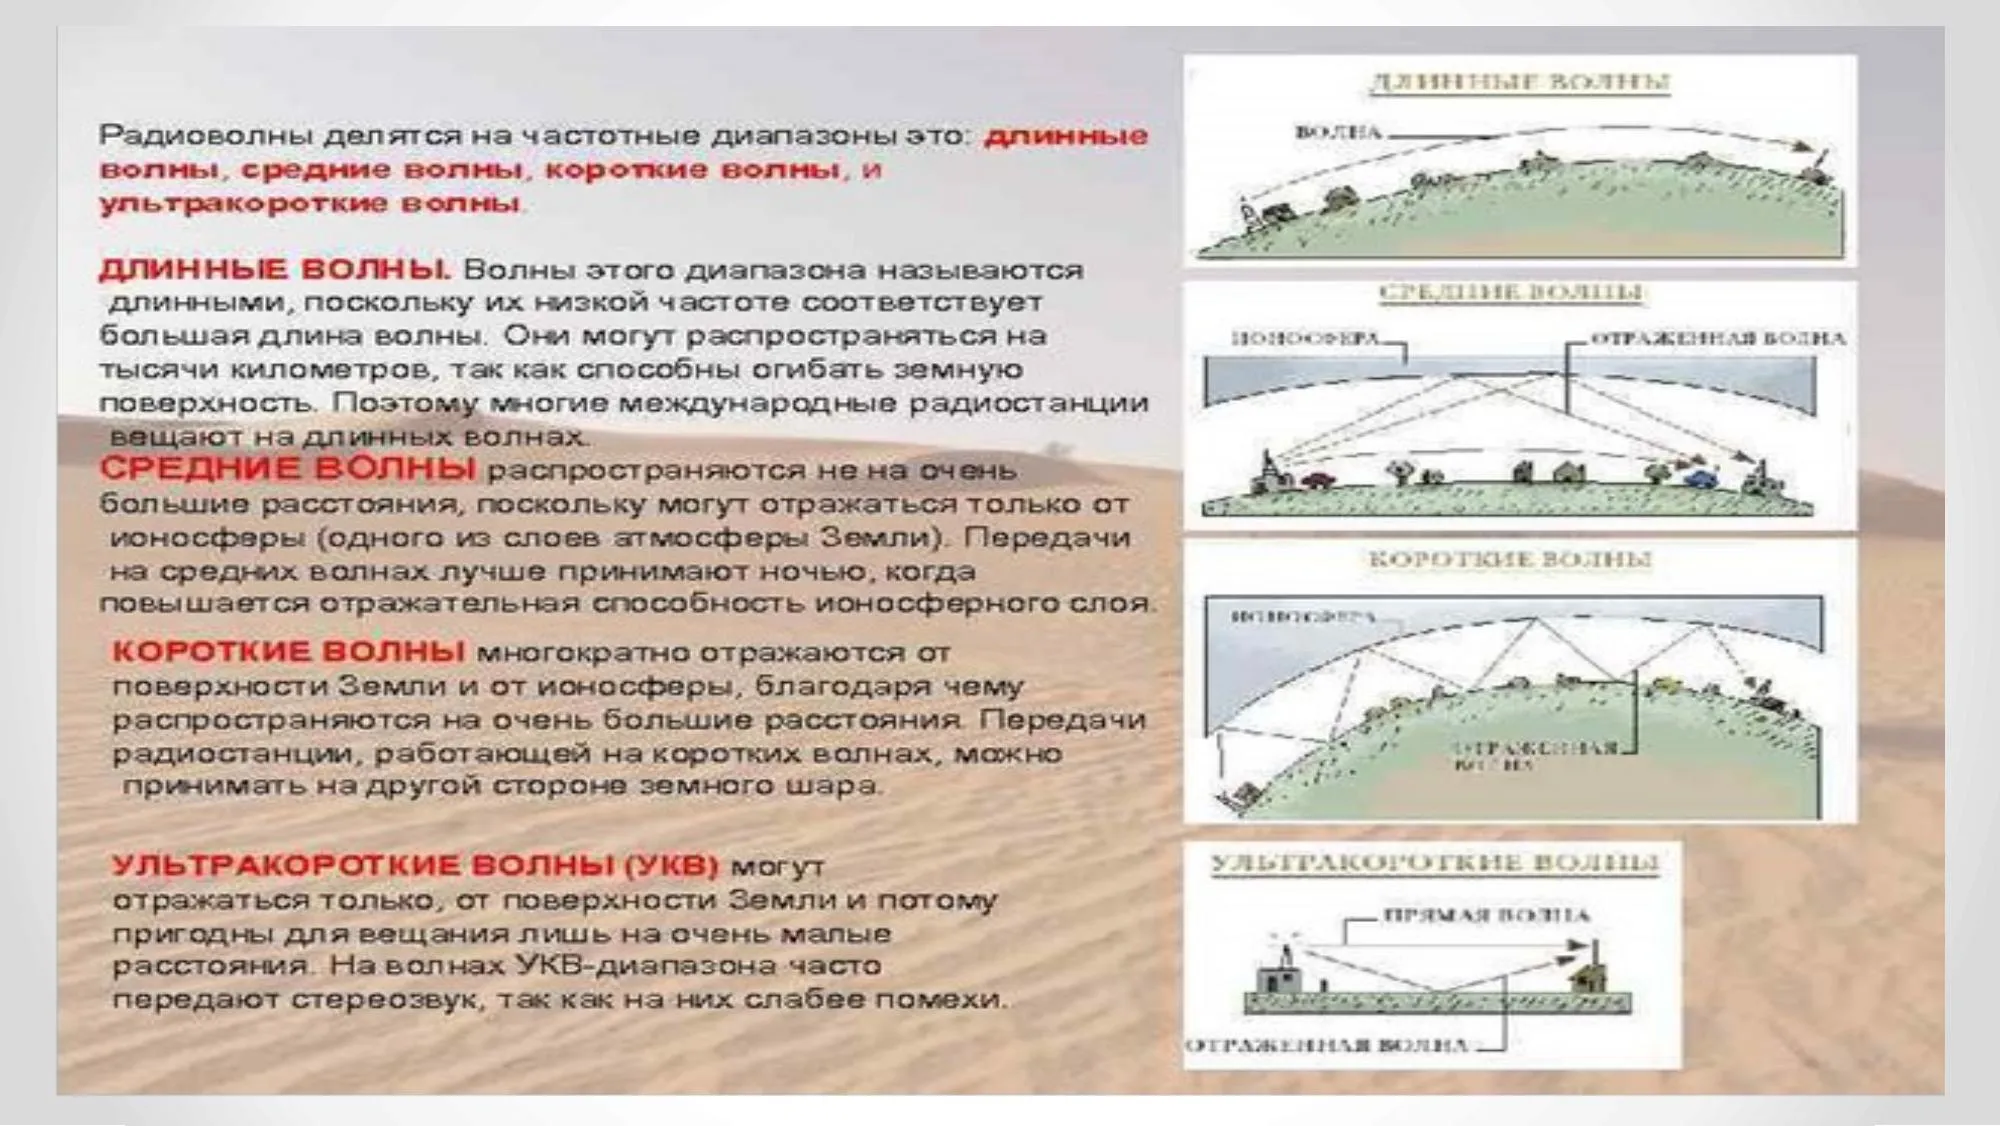 Радиоволны делятся на частотные диапазоны это: длинные
волны, средние волны, короткие волны, и
ультракороткие волны.
ДЛИННЫЕ ВОЛНЫ. Волны этого диапазона называются
длинными, поскольку их низкой частоте соответствует
большая длина волны. Они могут распространяться на
тысячи километров, так как способны огибать земную
поверхность. Поэтому многие международные радиостанции
вещают на длинных волнах.
СРЕДНИЕ ВОЛНЫ распространяются не на очень
большие расстояния, поскольку могут отражаться только от
ионосферы (одного из слоев атмосферы Земли). Передачи
на средних волнах лучше принимают ночью, когда
повышается отражательная способность ионосферного слоя.
КОРОТКИЕ ВОЛНЫ многократно отражаются от
поверхности Земли и от ионосферы, благодаря чему
распространяются на очень большие расстояния. Передачи
радиостанции, работающей на коротких волнах, можно
принимать на другой стороне земного шара.
УЛЬТРАКОРОТКИЕ ВОЛНЫ (УКВ) могут
отражаться только, от поверхности Земли и потому
пригодны для вещания лишь на очень малые
расстояния. На волнах УКВ-диапазона часто
передают стереозвук, так как на них слабее помехи.
ДЛИННЫЕ ВОЛНЫ
ВОЛНА
СРЕДНИЕ ВОЛНЫ
ИОНОСФЕРА
ОТРАЖЕННАЯ ВОЛНА
КОРОТКИЕ ВОЛНЫ
ИОНОСФЕРА
ОТРАЖЕННАЯ
ВОЛНА
УЛЬТРАКОРОТКИЕ ВОЛНЫ
ПРЯМАЯ ВОЛНА
ОТРАЖЕННАЯ ВОЛНА